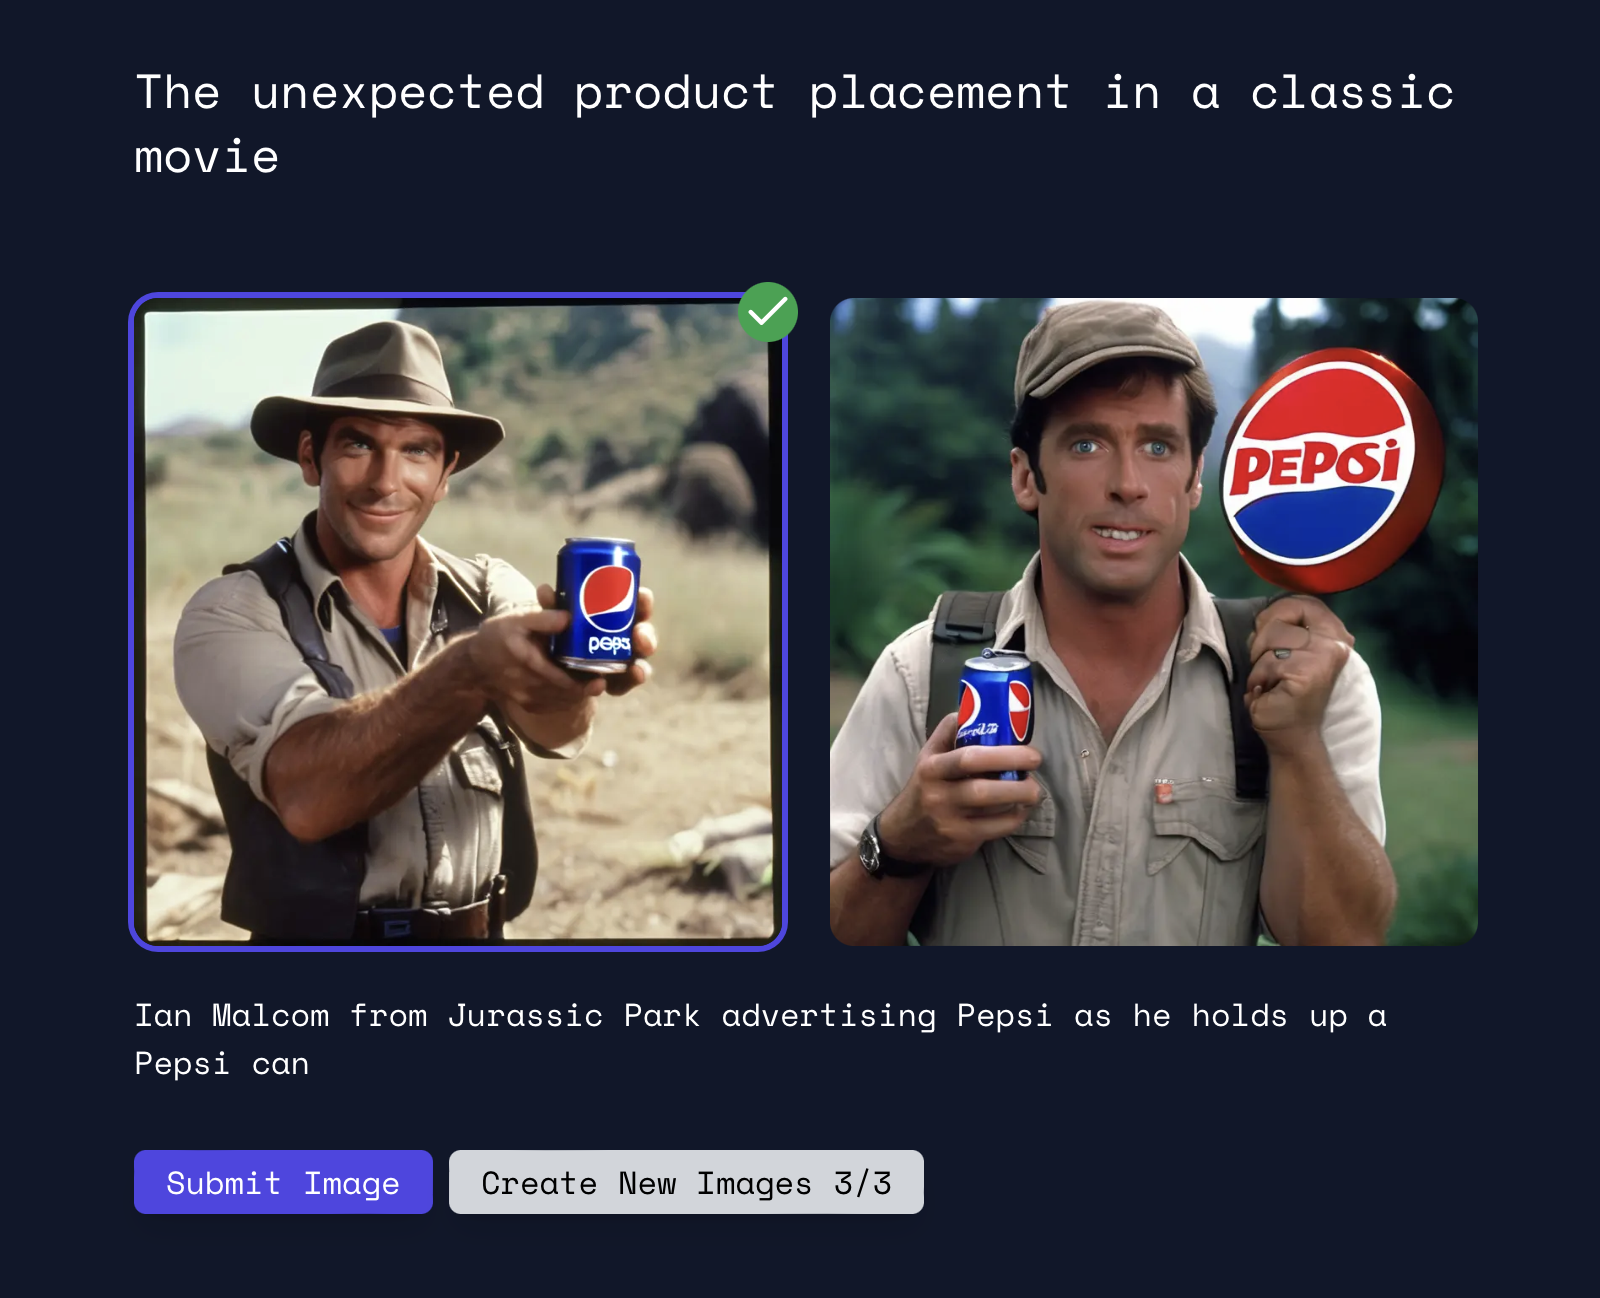 The unexpected product placement in a classic
movie
PEPSi
Ian Malcom from Jurassic Park advertising Pepsi as he holds up a
Pepsi can
Submit Image
Create New Images 3/3